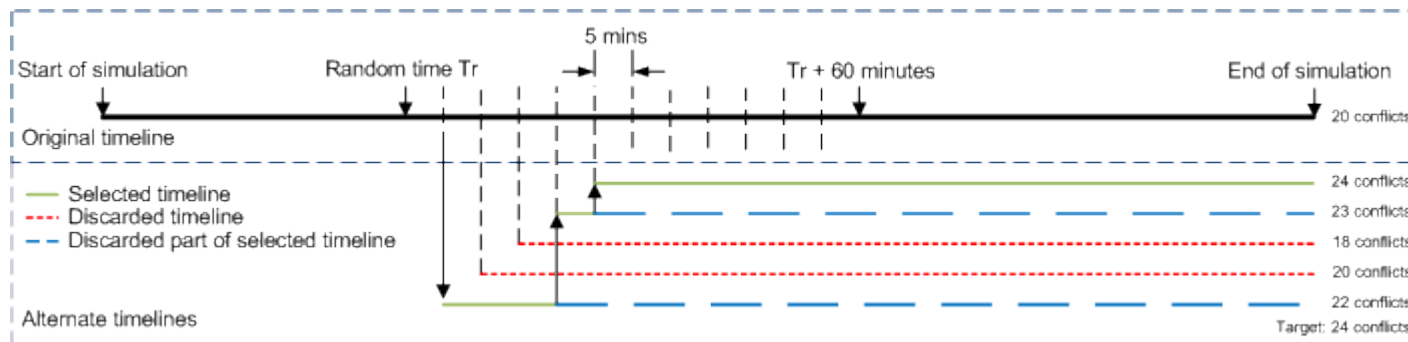 5 mins
Start of simulation
Random time Tr
Tr + 60 minutes
End of simulation
20 conflicts
Original timeline
24 conflicts
Selected timeline
23 conflicts
Discarded timeline
Discarded part of selected timeline
18 conflicts
20 conflicts
22 conflicts
Alternate timelines
Target: 24 conflicts